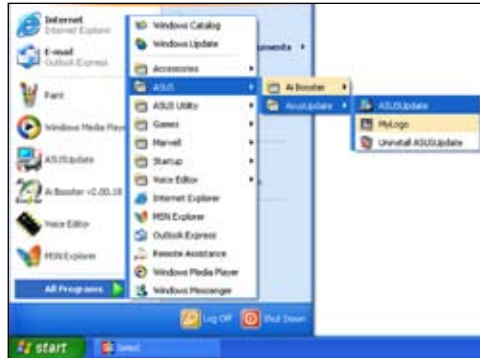 Internet
Internet Explorer
E-mail
Outlook Express
Paint
Windows Media Player
ASUSUpdate
Ai Booster v2.00.18
Voice Editor
MSN Explorer
All Programs
Windows Catalog
Windows Update
Accessories
ASUS
ASUS Utility
Games
Marvell
Startup
Voice Editor
Internet Explorer
MSN Explorer
Outlook Express
Remote Assistance
Windows Media Player
Windows Messenger
uments
Ai Booster
AsusUpdate
ASUSUpdate
MyLogo
Uninstall ASUSUpdate
Log Off
Shut Down
start
Select